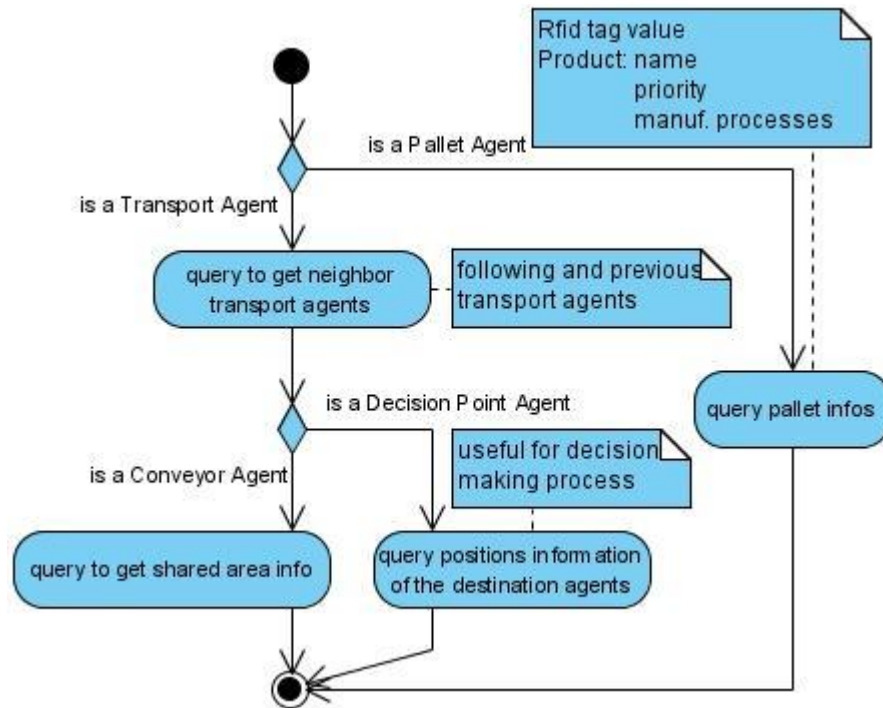 Rfid tag value
Product: name
priority
manuf. processes
is a Pallet Agent
is a Transport Agent
query to get neighbor
transport agents
following and previous
transport agents
query pallet infos
is a Decision Point Agent
is a Conveyor Agent
useful for decision
making process
query to get shared area info
query positions information
of the destination agents